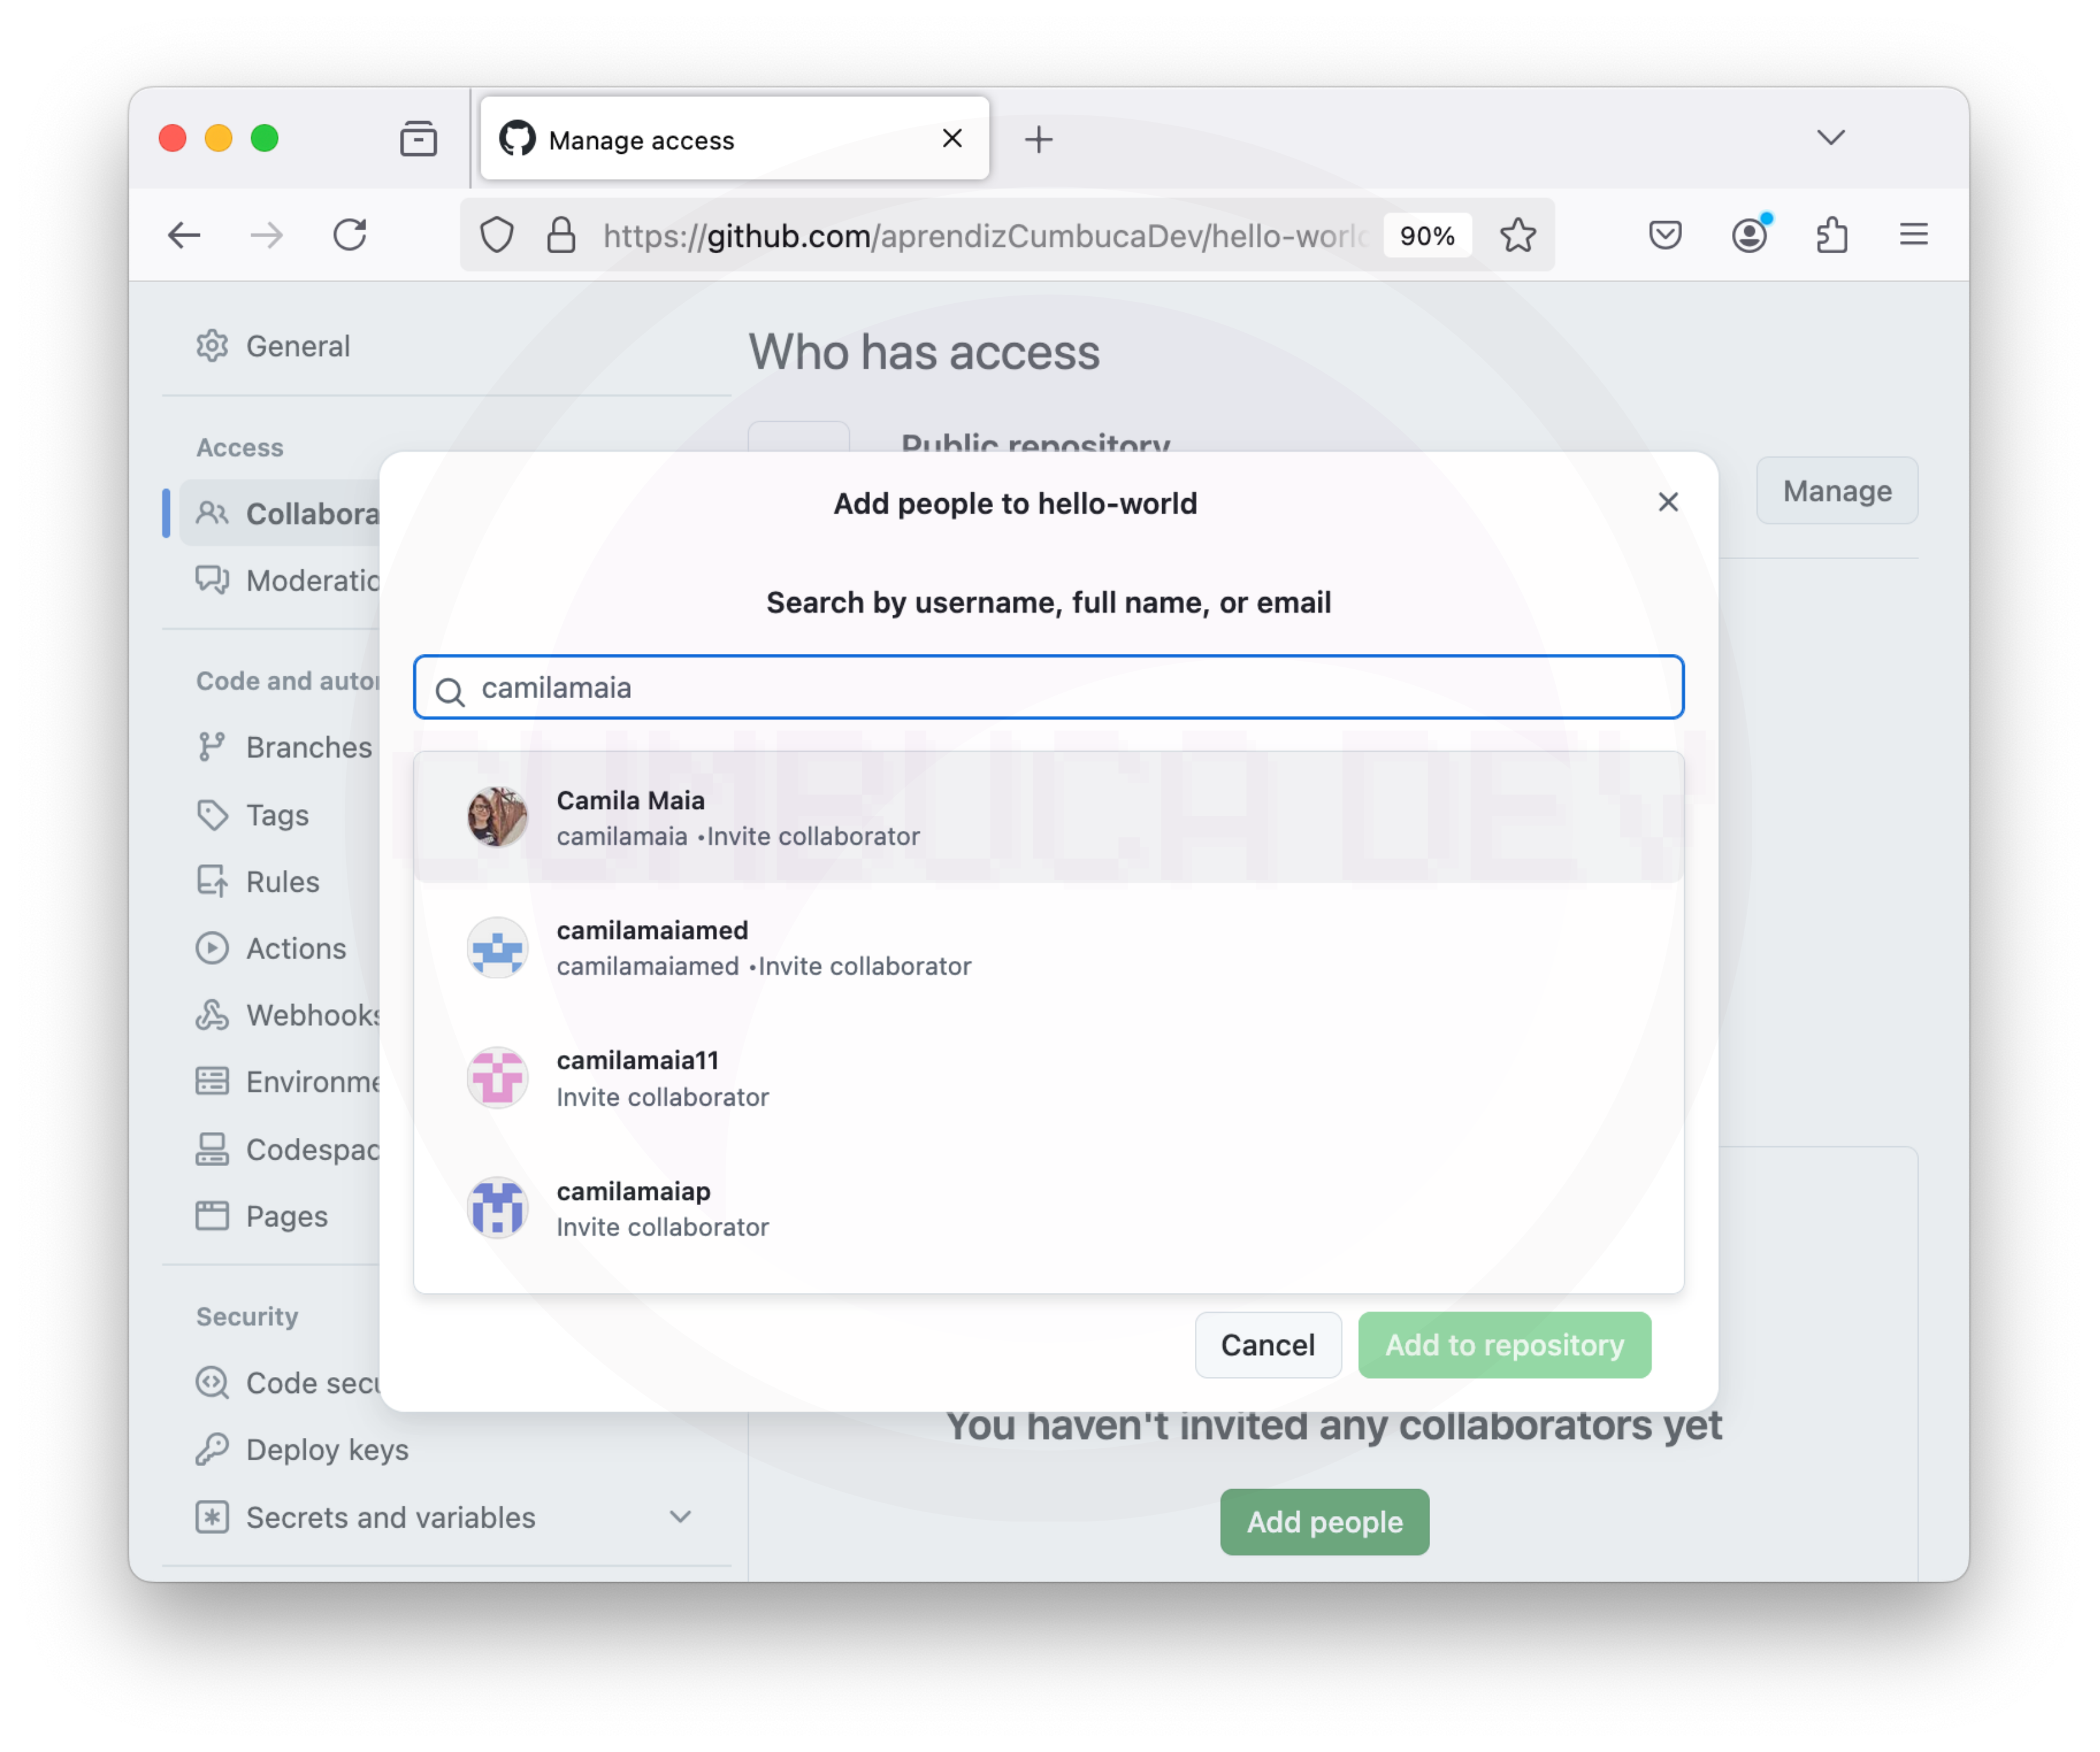 Manage access
https://github.com/aprendizCumbucaDev/hello-world
90%
General
Access
Collabora
Moderatio
Code and auto
Branches
Tags
Rules
Actions
Webhooks
Environme
Codespac
Pages
Security
Code secu
Deploy keys
Secrets and variables
Who has access
Public repository
Manage
Add people to hello-world
Search by username, full name, or email
camilamaia
Camila Maia
camilamaia •Invite collaborator
camilamaiamed
camilamaiamed •Invite collaborator
camilamaia11
Invite collaborator
camilamaiap
Invite collaborator
Cancel
Add to repository
You haven't invited any collaborators yet
Add people
CUMBUCA DEV